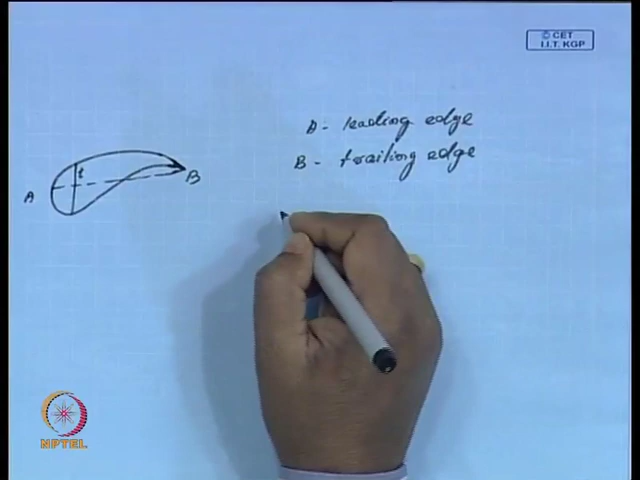 © CET
I.I.T. KGP
A - leading edge
B - trailing edge
t
B
A
NPTEL